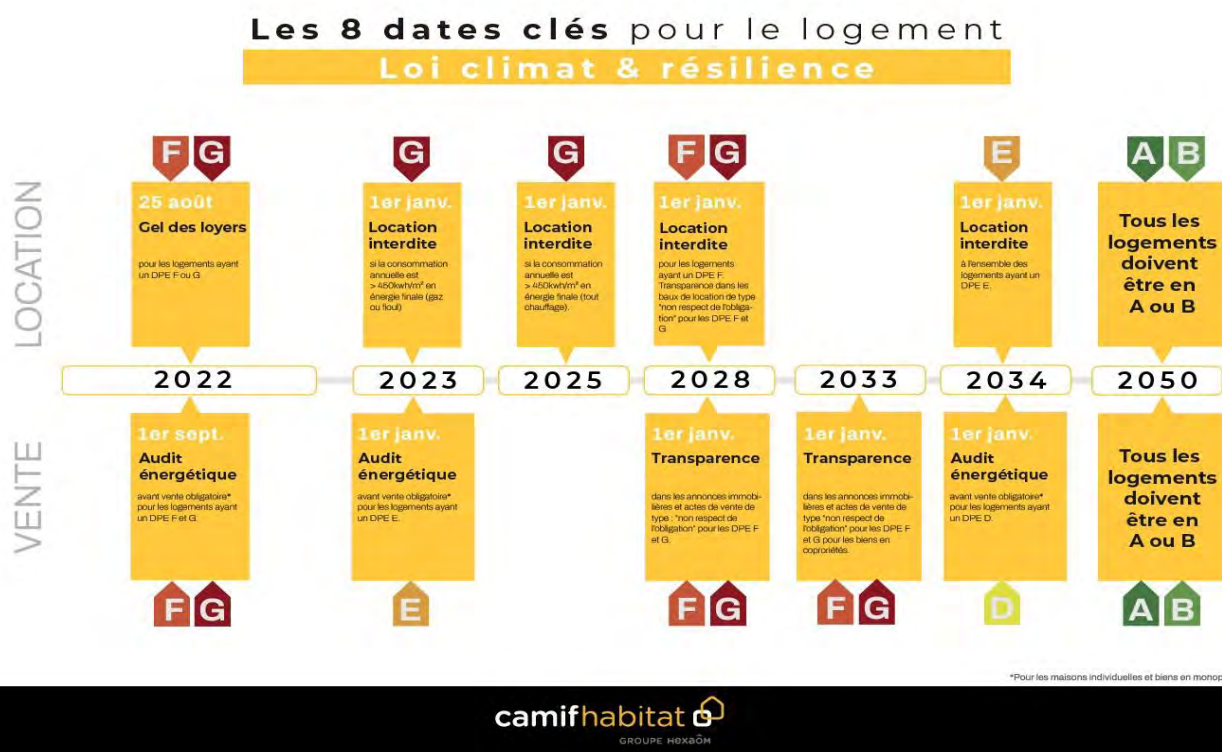 Les 8 dates clés pour le logement
Loi climat & résilience
LOCATION
F G
25 août
Gel des loyers
pour les logements ayant
un DPE F ou G
G
1er janv.
Location
interdite
si la consommation
annuelle est
> 450kwh/m² en
énergie finale (gaz
ou fioul)
G
1er janv.
Location
interdite
si la consommation
annuelle est
> 450kwh/m² en
énergie finale (tout
chauffage).
F G
1er janv.
Location
interdite
pour les logements
ayant un DPE F.
Transparence dans les
baux de location de type
"non respect de l'obliga-
tion" pour les DPE F et
G
E
1er janv.
Location
interdite
à l'ensemble des
logements ayant un
DPE E.
A B
Tous les
logements
doivent
être en
A ou B
2022
2023
2025
2028
2033
2034
2050
VENTE
1er sept.
Audit
énergétique
avant vente obligatoire*
pour les logements ayant
un DPE F et G.
F G
1er janv.
Audit
énergétique
avant vente obligatoire*
pour les logements ayant
un DPE E.
E
1er janv.
Transparence
dans les annonces immobi-
lières et actes de vente de
type : "non respect de
l'obligation" pour les DPE F
et G.
F G
1er janv.
Transparence
dans les annonces immobi-
lières et actes de vente de
type "non respect de
l'obligation" pour les DPE F
et G pour les biens en
coproriétés.
F G
1er janv.
Audit
énergétique
avant vente obligatoire*
pour les logements ayant
un DPE D.
D
Tous les
logements
doivent
être en
A ou B
A B
*Pour les maisons individuelles et biens en monop
camifhabitat
GROUPE HEXAÔM